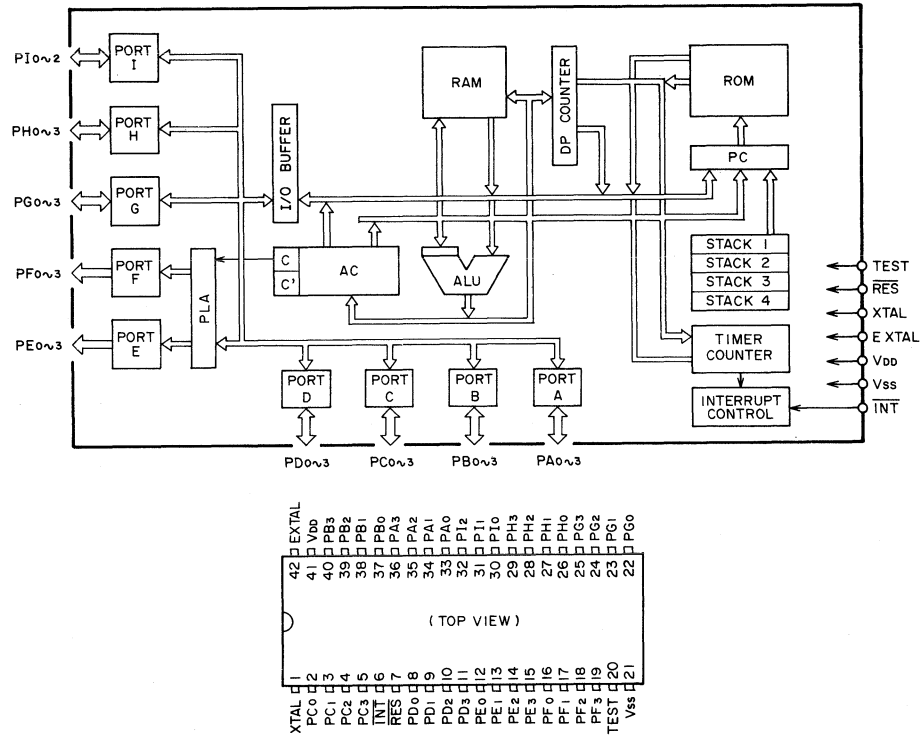 PI0~2
PORT I
PH0~3
PORT H
PG0~3
PORT G
PF0~3
PORT F
PE0~3
PORT E
PLA
I/O BUFFER
C
C'
AC
RAM
ALU
DP COUNTER
ROM
PC
STACK 1
STACK 2
STACK 3
STACK 4
TIMER
COUNTER
INTERRUPT
CONTROL
TEST
R̅E̅S̅
XTAL
EXTAL
VDD
VSS
I̅N̅T̅
PORT D
PORT C
PORT B
PORT A
PD0~3
PC0~3
PB0~3
PA0~3
EXTAL VDD PB3 PB2 PB1 PB0 PA3 PA2 PA1 PA0 PI2 PI1 PI0 PH3 PH2 PH1 PH0 PG3 PG2 PG1 PG0
42 41 40 39 38 37 36 35 34 33 32 31 30 29 28 27 26 25 24 23 22
(TOP VIEW)
1 2 3 4 5 6 7 8 9 10 11 12 13 14 15 16 17 18 19 20 21
XTAL PC0 PC1 PC2 PC3 I̅N̅T̅ R̅E̅S̅ PD0 PD1 PD2 PD3 PE0 PE1 PE2 PE3 PF0 PF1 PF2 PF3 TEST VSS